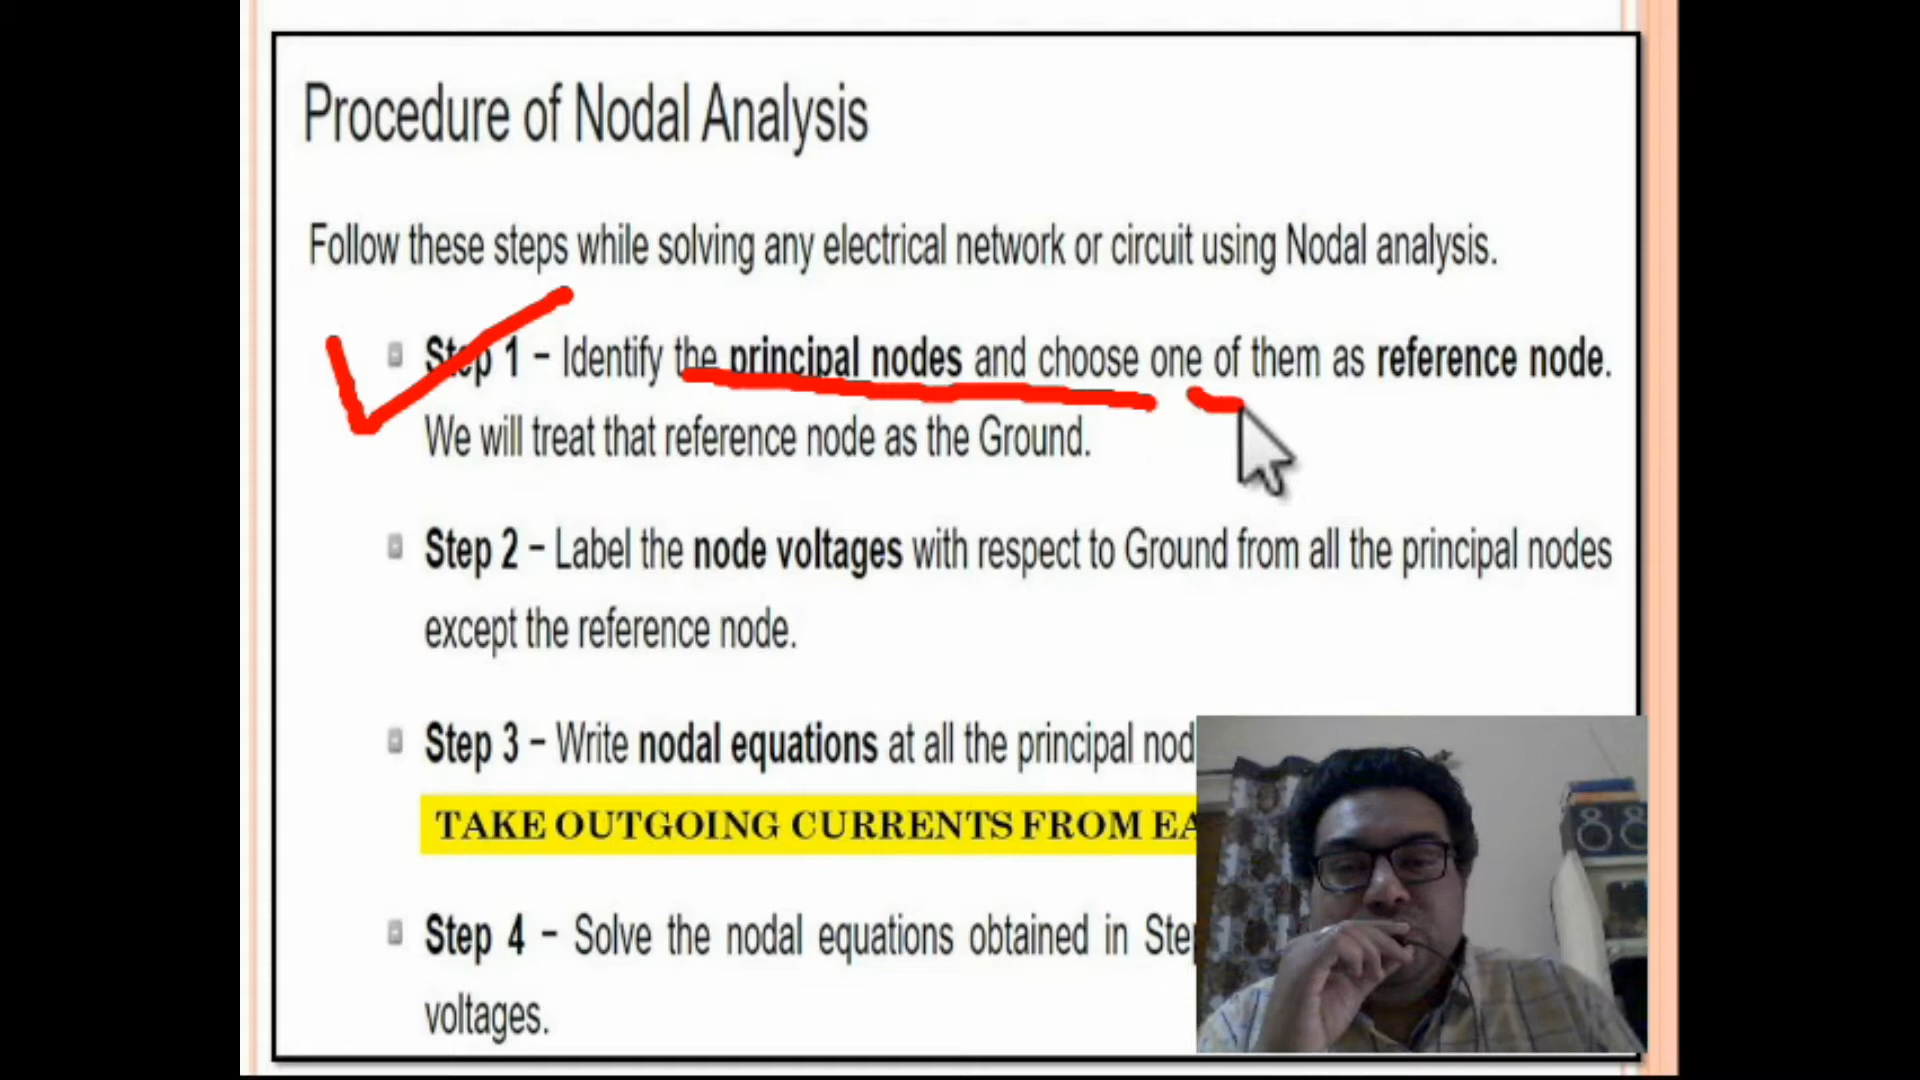 Procedure of Nodal Analysis
Follow these steps while solving any electrical network or circuit using Nodal analysis.
Step 1 – Identify the principal nodes and choose one of them as reference node.
We will treat that reference node as the Ground.
Step 2 – Label the node voltages with respect to Ground from all the principal nodes
except the reference node.
Step 3 – Write nodal equations at all the principal
TAKE OUTGOING CURRENTS FROM
Step 4 – Solve the nodal equations obtained in
voltages.